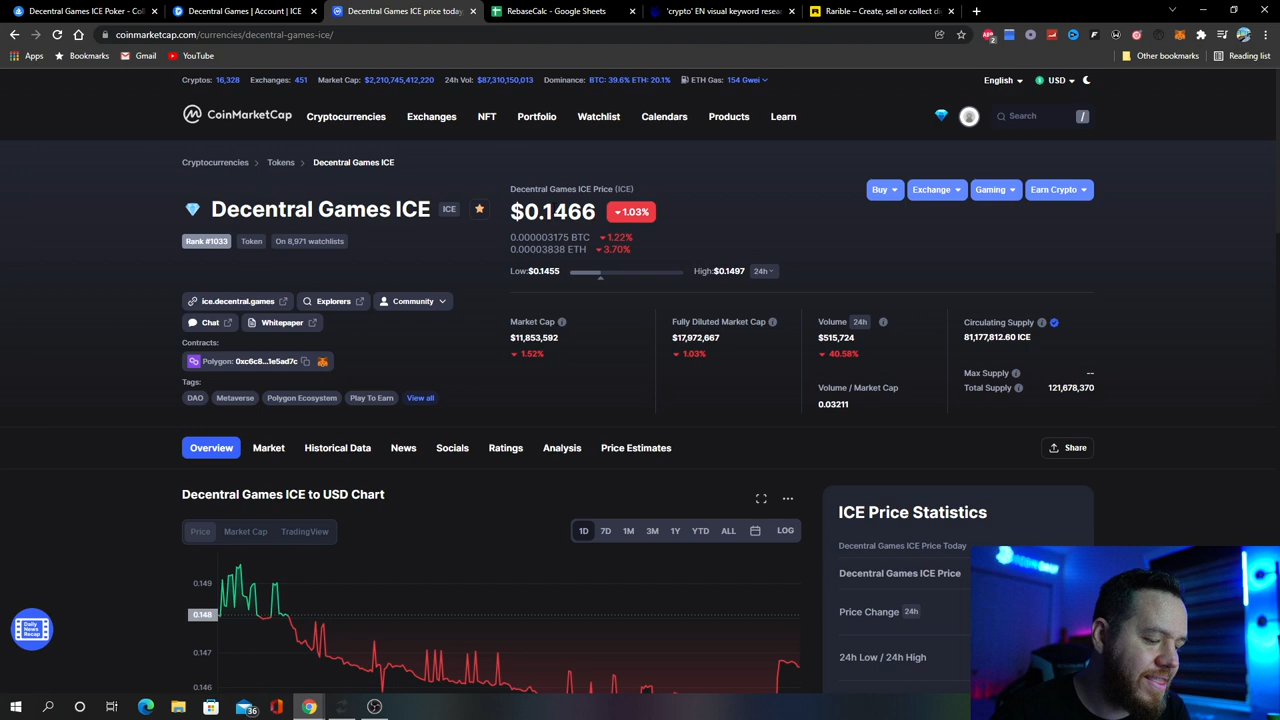 Decentral Games ICE Poker - Coll
Decentral Games | Account | ICE
Decentral Games ICE price today,
RebaseCalc - Google Sheets
'crypto' EN visual keyword resear
Rarible – Create, sell or collect di
coinmarketcap.com/currencies/decentral-games-ice/
Apps
Bookmarks
Gmail
YouTube
Other bookmarks
Reading list
Cryptos: 16,328 Exchanges: 451 Market Cap: $2,210,745,412,220 24h Vol: $87,310,150,013 Dominance: BTC: 39.6% ETH: 20.1% ETH Gas: 154 Gwei
English
USD
CoinMarketCap
Cryptocurrencies
Exchanges
NFT
Portfolio
Watchlist
Calendars
Products
Learn
Search
/
Cryptocurrencies > Tokens > Decentral Games ICE
Decentral Games ICE ICE
Rank #1033
Token
On 8,971 watchlists
Decentral Games ICE Price (ICE)
$0.1466 1.03%
0.000003175 BTC 1.22%
0.00003838 ETH 3.70%
Low: $0.1455
High: $0.1497
24h
Buy
Exchange
Gaming
Earn Crypto
ice.decentral.games
Explorers
Community
Chat
Whitepaper
Contracts:
Polygon: 0xc6c8...1e5ad7c
Tags:
DAO
Metaverse
Polygon Ecosystem
Play To Earn
View all
Market Cap
$11,853,592
1.52%
Fully Diluted Market Cap
$17,972,667
1.03%
Volume 24h
$515,724
40.58%
Volume / Market Cap
0.03211
Circulating Supply
81,177,812.60 ICE
Max Supply --
Total Supply 121,678,370
Overview
Market
Historical Data
News
Socials
Ratings
Analysis
Price Estimates
Share
Decentral Games ICE to USD Chart
Price
Market Cap
TradingView
1D
7D
1M
3M
1Y
YTD
ALL
LOG
0.149
0.148
0.147
0.146
ICE Price Statistics
Decentral Games ICE Price Today
Decentral Games ICE Price
Price Change 24h
24h Low / 24h High
Daily
News
Recap
36